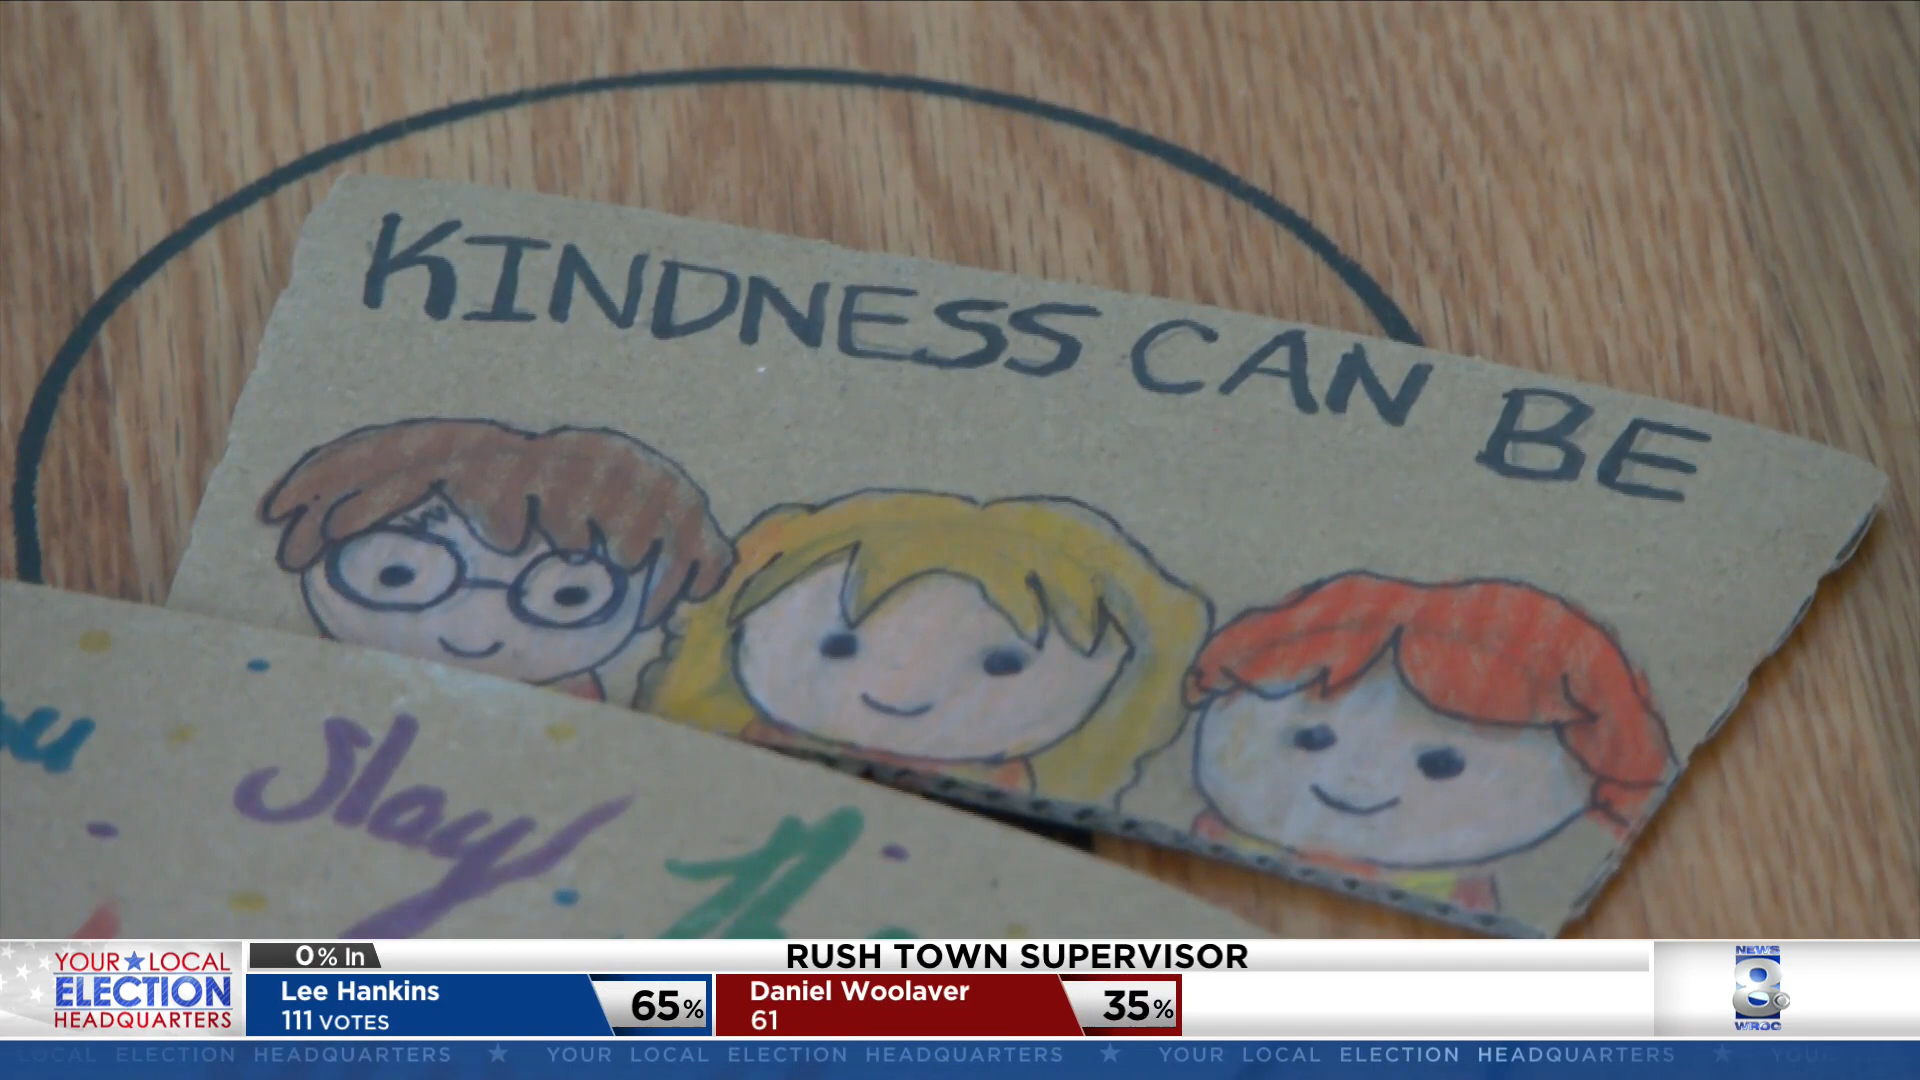 KINDNESS CAN BE
slay
0% In
RUSH TOWN SUPERVISOR
YOUR LOCAL
ELECTION
HEADQUARTERS
Lee Hankins
111 VOTES
65%
Daniel Woolaver
61
35%
NEWS
8
WROC
LOCAL ELECTION HEADQUARTERS ★ YOUR LOCAL ELECTION HEADQUARTERS ★ YOUR LOCAL ELECTION HEADQUARTERS ★ YOUR